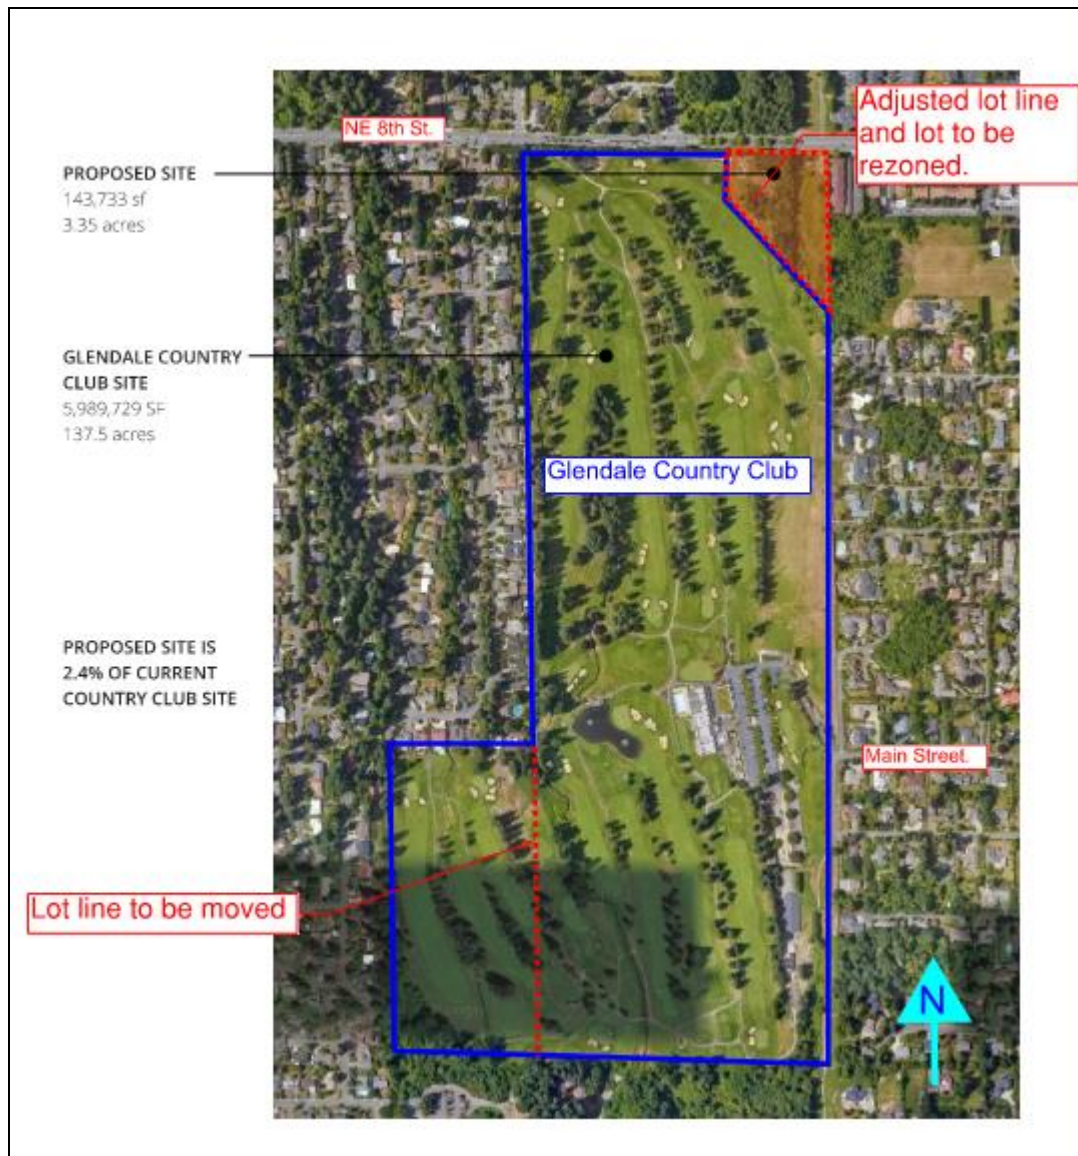 NE 8th St.
Adjusted lot line
and lot to be
rezoned.
PROPOSED SITE
143,733 sf
3.35 acres
GLENDALE COUNTRY
CLUB SITE
5,989,729 SF
137.5 acres
Glendale Country Club
PROPOSED SITE IS
2.4% OF CURRENT
COUNTRY CLUB SITE
Main Street.
Lot line to be moved
N